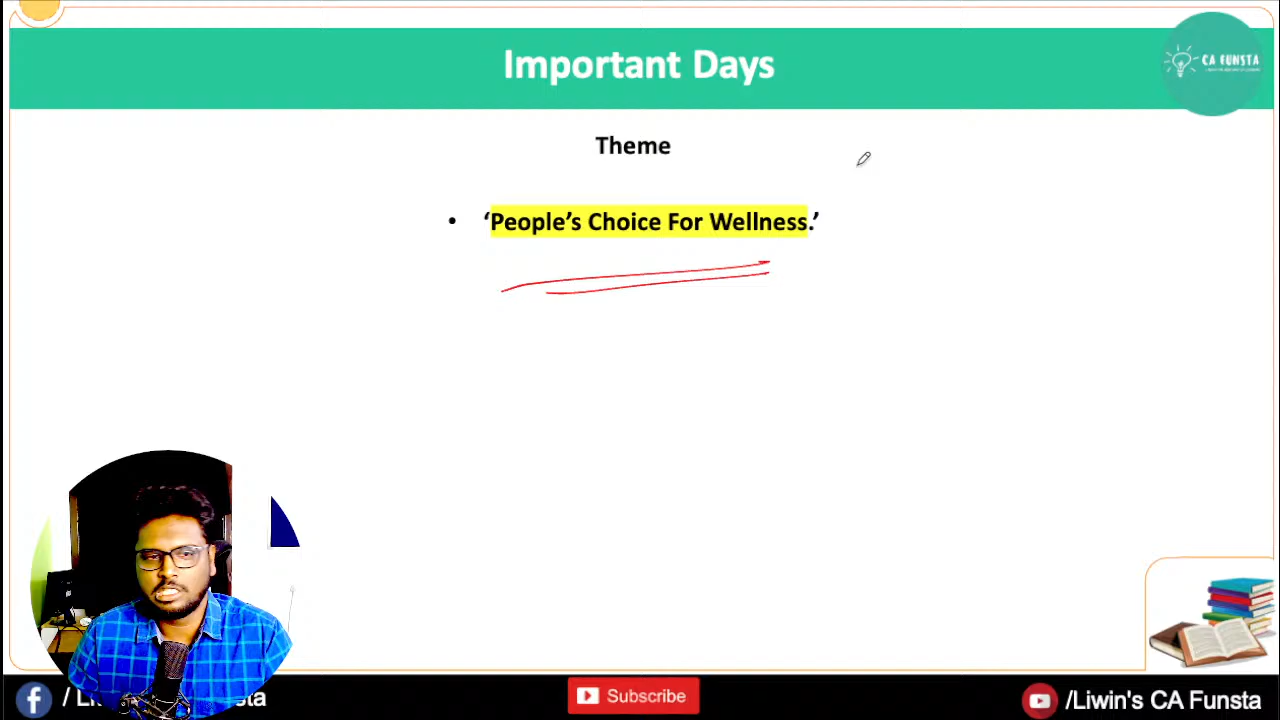 Important Days
CA FUNSTA
Theme
• ‘People’s Choice For Wellness.’
Subscribe
/Liwin's CA Funsta